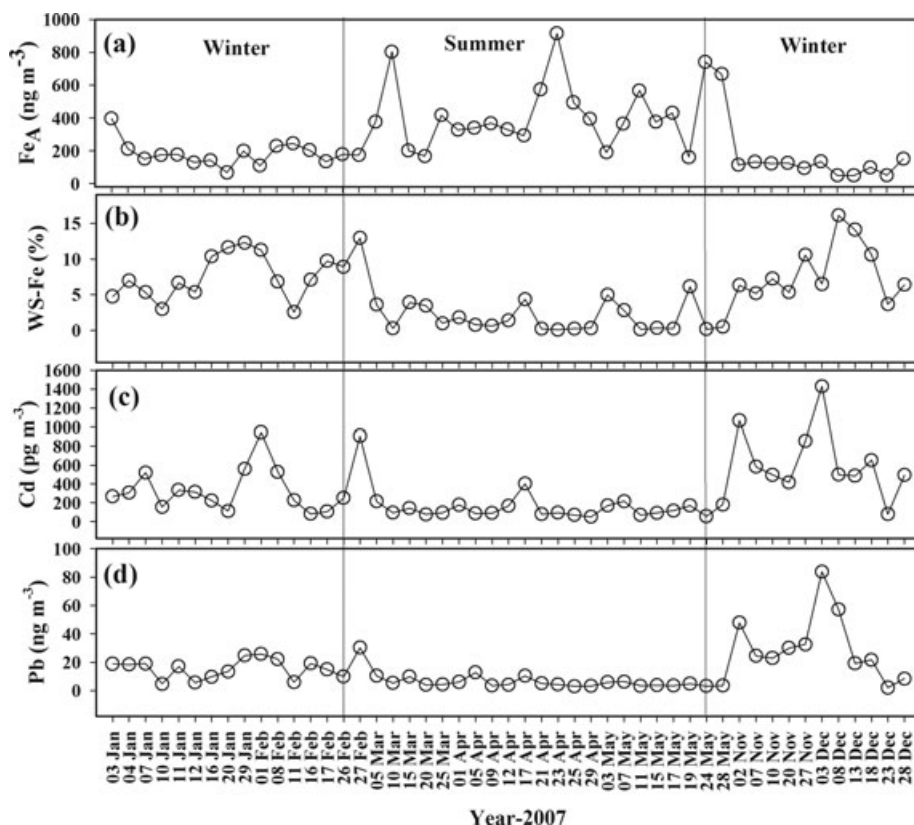 (a)
Winter
Summer
Winter
Fe_A (ng m^-3)
1000
800
600
400
200
0
(b)
WS-Fe (%)
15
10
5
0
(c)
Cd (pg m^-3)
1600
1400
1200
1000
800
600
400
200
0
(d)
Pb (ng m^-3)
100
80
60
40
20
0
03 Jan
04 Jan
07 Jan
10 Jan
11 Jan
12 Jan
16 Jan
20 Jan
29 Jan
01 Feb
08 Feb
11 Feb
16 Feb
17 Feb
26 Feb
27 Feb
05 Mar
10 Mar
15 Mar
20 Mar
25 Mar
01 Apr
05 Apr
09 Apr
12 Apr
17 Apr
21 Apr
23 Apr
25 Apr
29 Apr
03 May
07 May
11 May
15 May
17 May
19 May
24 May
28 May
02 Nov
07 Nov
10 Nov
20 Nov
27 Nov
03 Dec
08 Dec
13 Dec
18 Dec
23 Dec
28 Dec
Year-2007